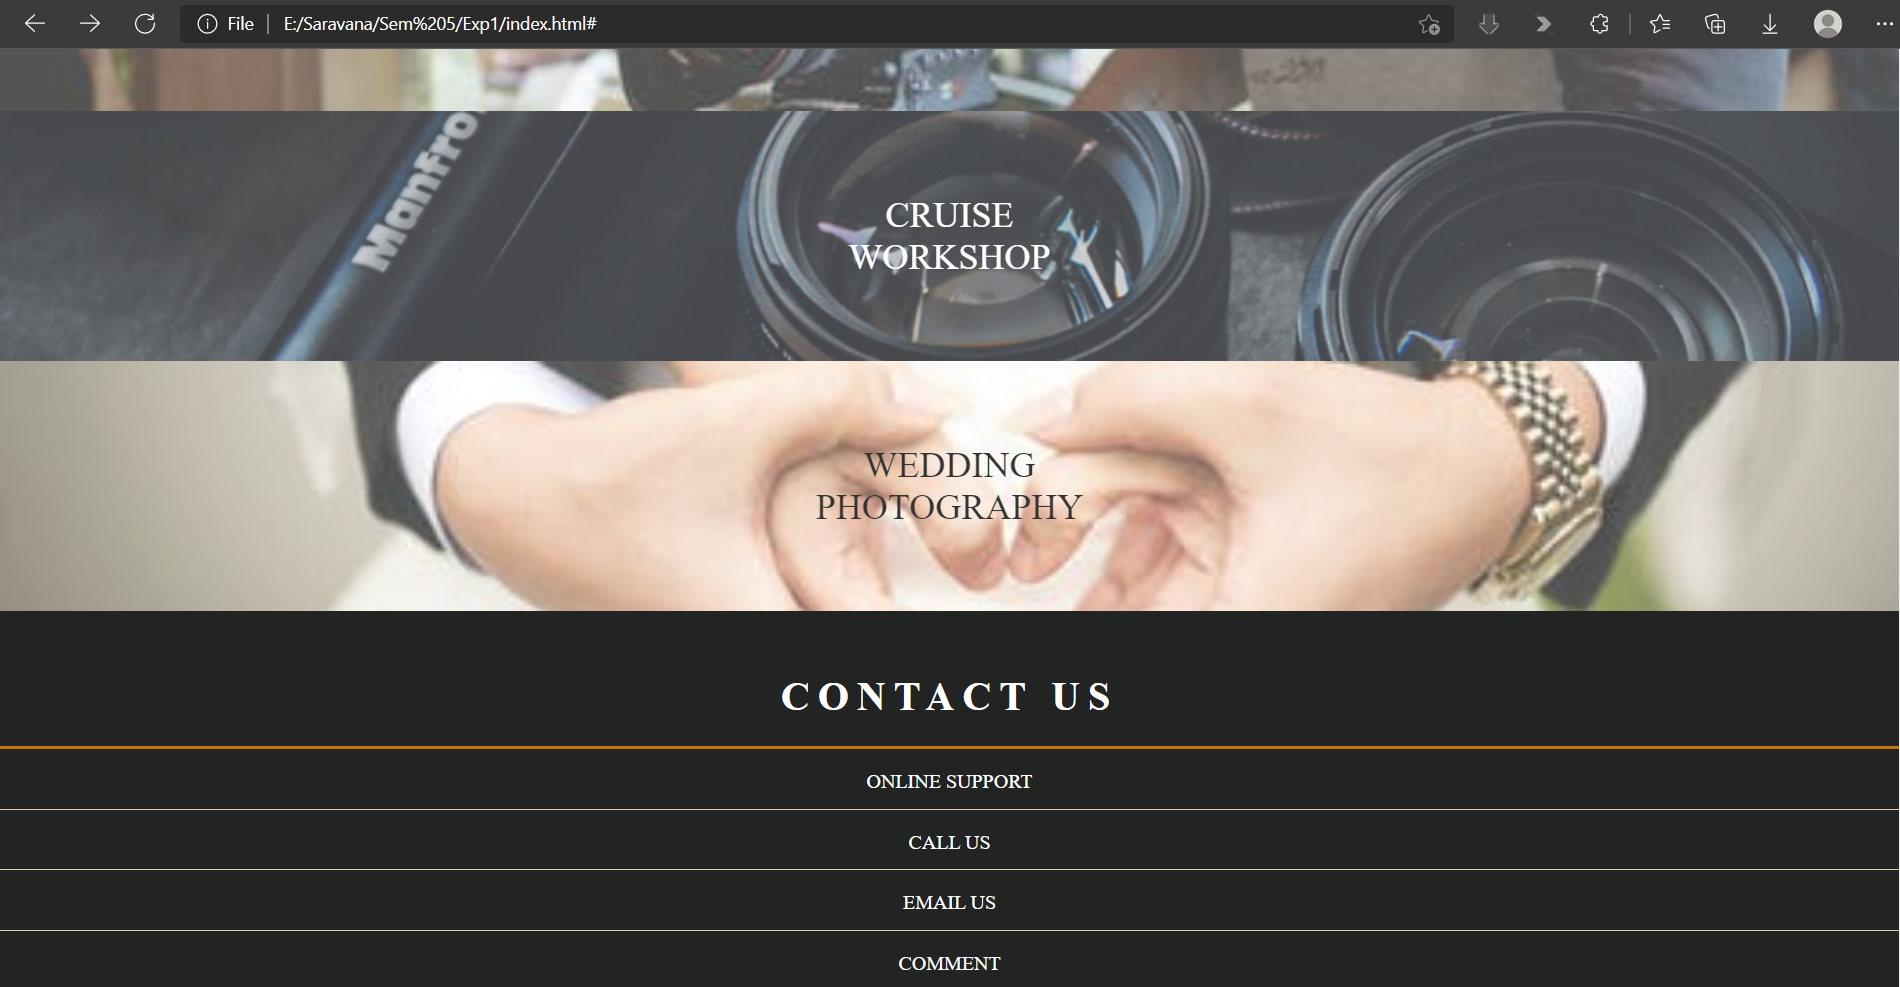 File
E:/Saravana/Sem%205/Exp1/index.html#
Manfro
CRUISE
WORKSHOP
WEDDING
PHOTOGRAPHY
CONTACT US
ONLINE SUPPORT
CALL US
EMAIL US
COMMENT